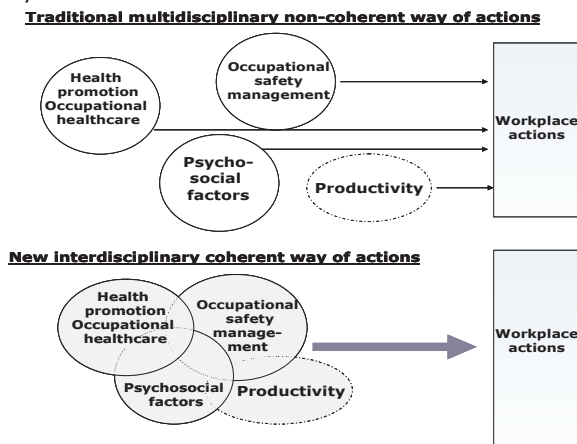 Traditional multidisciplinary non-coherent way of actions
Health
promotion
Occupational
healthcare
Occupational
safety
management
Psycho-
social
factors
Productivity
Workplace
actions
New interdisciplinary coherent way of actions
Health
promotion
Occupational
healthcare
Occupational
safety
manage-
ment
Psychosocial
factors
Productivity
Workplace
actions